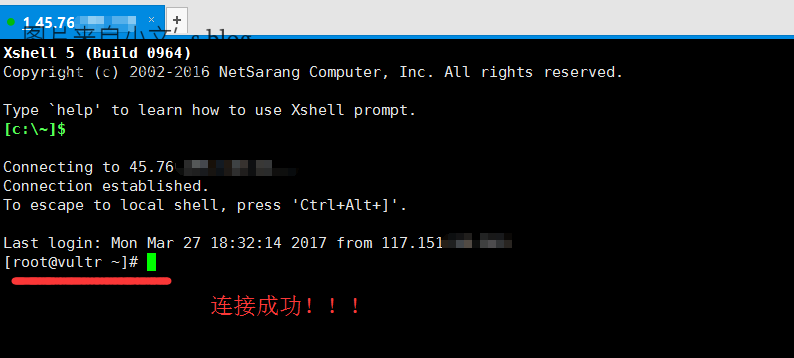 1 45.76
图片来自小文's blog
Xshell 5 (Build 0964)
Copyright (c) 2002-2016 NetSarang Computer, Inc. All rights reserved.
Type `help' to learn how to use Xshell prompt.
[c:\~]$
Connecting to 45.76
Connection established.
To escape to local shell, press 'Ctrl+Alt+]'.
Last login: Mon Mar 27 18:32:14 2017 from 117.151
[root@vultr ~]#
连接成功！！！